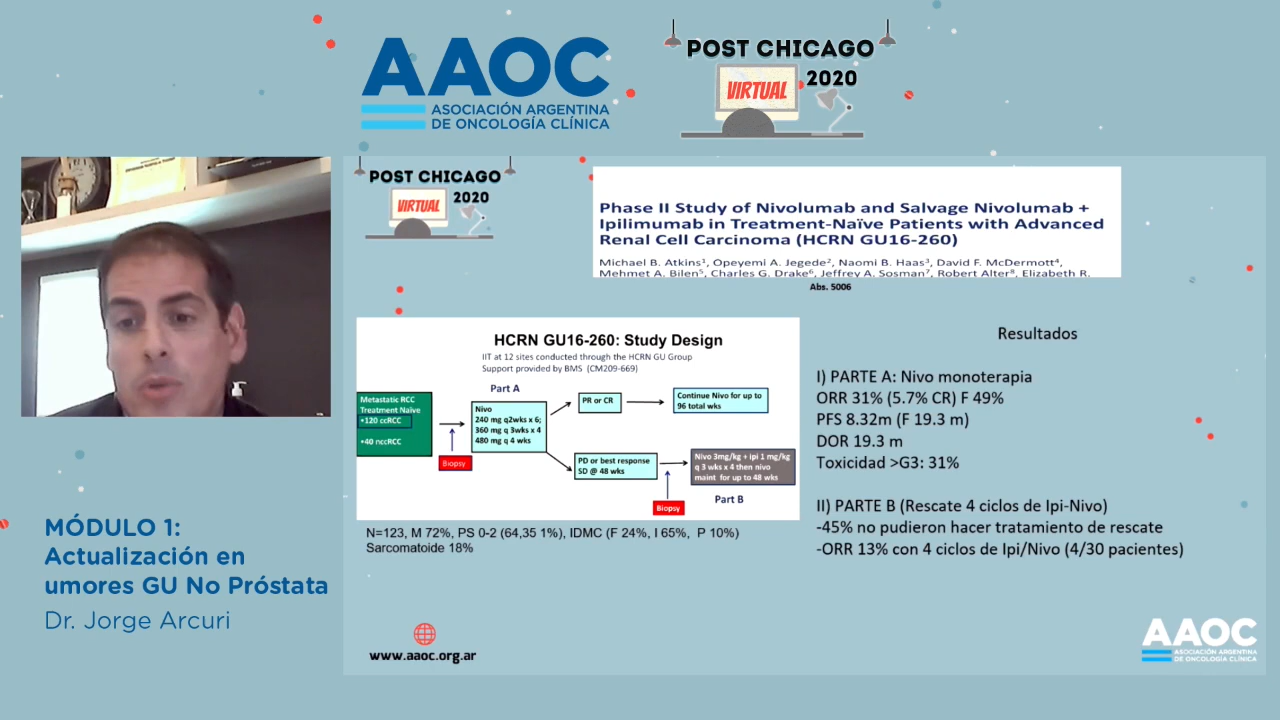 AAOC
ASOCIACIÓN ARGENTINA
DE ONCOLOGÍA CLÍNICA
POST CHICAGO
2020
VIRTUAL
POST CHICAGO
2020
VIRTUAL
Phase II Study of Nivolumab and Salvage Nivolumab +
Ipilimumab in Treatment-Naïve Patients with Advanced
Renal Cell Carcinoma (HCRN GU16-260)
Michael B. Atkins¹, Opeyemi A. Jegede², Naomi B. Haas³, David F. McDermott⁴,
Mehmet A. Bilen⁵, Charles G. Drake⁶, Jeffrey A. Sosman⁷, Robert Alter⁸, Elizabeth R.
Abs. 5006
HCRN GU16-260: Study Design
IIT at 12 sites conducted through the HCRN GU Group
Support provided by BMS (CM209-669)
Part A
Metastatic RCC
Treatment Naïve
•120 ccRCC
•40 nccRCC
Biopsy
Nivo
240 mg q2wks x 6;
360 mg q 3wks x 4
480 mg q 4 wks
PR or CR
Continue Nivo for up to
96 total wks
PD or best response
SD @ 48 wks
Nivo 3mg/kg + Ipi 1 mg/kg
q 3 wks x 4 then nivo
maint for up to 48 wks
Biopsy
Part B
N=123, M 72%, PS 0-2 (64,35 1%), IDMC (F 24%, I 65%, P 10%)
Sarcomatoide 18%
Resultados
I) PARTE A: Nivo monoterapia
ORR 31% (5.7% CR) F 49%
PFS 8.32m (F 19.3 m)
DOR 19.3 m
Toxicidad >G3: 31%
II) PARTE B (Rescate 4 ciclos de Ipi-Nivo)
-45% no pudieron hacer tratamiento de rescate
-ORR 13% con 4 ciclos de Ipi/Nivo (4/30 pacientes)
MÓDULO 1:
Actualización en
umores GU No Próstata
Dr. Jorge Arcuri
www.aaoc.org.ar
AAOC
ASOCIACIÓN ARGENTINA
DE ONCOLOGÍA CLÍNICA